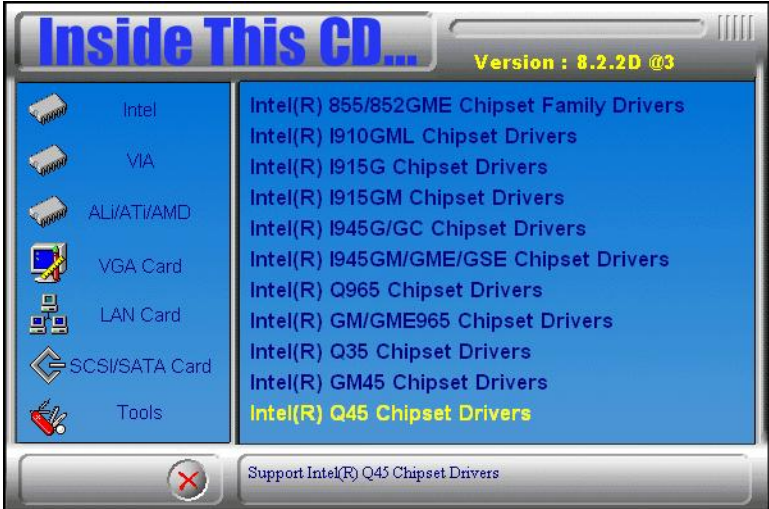 Inside This CD...
Version : 8.2.2D @3
Intel
VIA
ALi/ATi/AMD
VGA Card
LAN Card
SCSI/SATA Card
Tools
Intel(R) 855/852GME Chipset Family Drivers
Intel(R) I910GML Chipset Drivers
Intel(R) I915G Chipset Drivers
Intel(R) I915GM Chipset Drivers
Intel(R) I945G/GC Chipset Drivers
Intel(R) I945GM/GME/GSE Chipset Drivers
Intel(R) Q965 Chipset Drivers
Intel(R) GM/GME965 Chipset Drivers
Intel(R) Q35 Chipset Drivers
Intel(R) GM45 Chipset Drivers
Intel(R) Q45 Chipset Drivers
Support Intel(R) Q45 Chipset Drivers